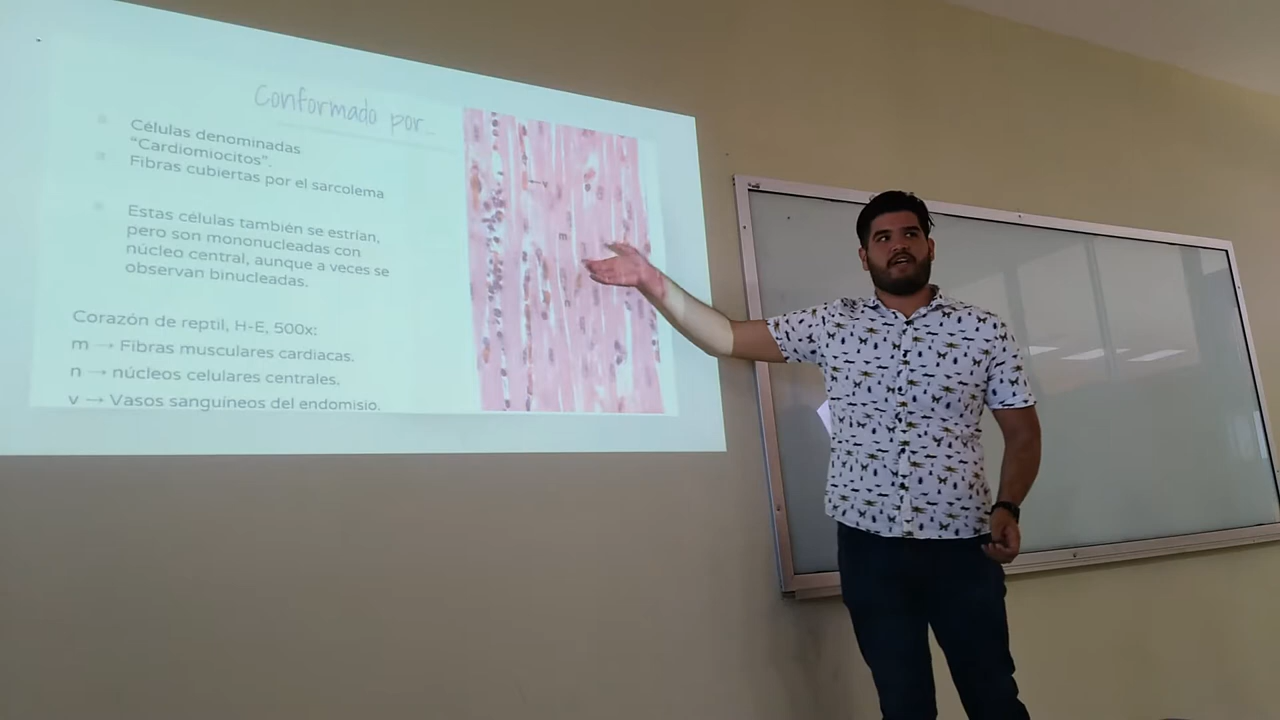 Conformado por...
Células denominadas
“Cardiomiocitos”.
Fibras cubiertas por el sarcolema
Estas células también se estrían,
pero son mononucleadas con
núcleo central, aunque a veces se
observan binucleadas.
Corazón de reptil, H-E, 500x:
m → Fibras musculares cardiacas.
n → núcleos celulares centrales.
v → Vasos sanguíneos del endomisio.
v
m